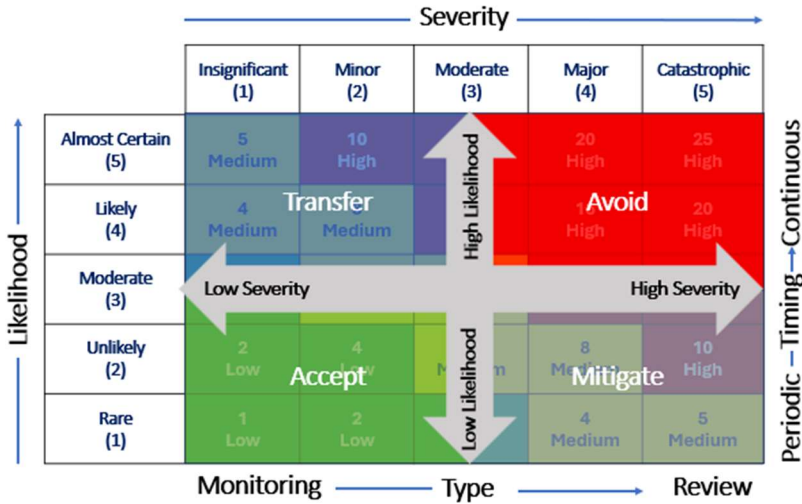 Severity
Insignificant Minor Moderate Major Catastrophic
(1) (2) (3) (4) (5)
Almost Certain 5 10 20 25
(5) Medium High High High
Transfer Avoid
Likely 4 20
(4) Medium Medium High High
Moderate
(3)
High Likelihood
Low Severity High Severity
Low Likelihood
Unlikely 2 4 8 10
(2) Low Low Medium Medium High
Accept Mitigate
Rare 1 2 4 5
(1) Low Low Medium Medium
Likelihood
Periodic Timing Continuous
Monitoring Type Review